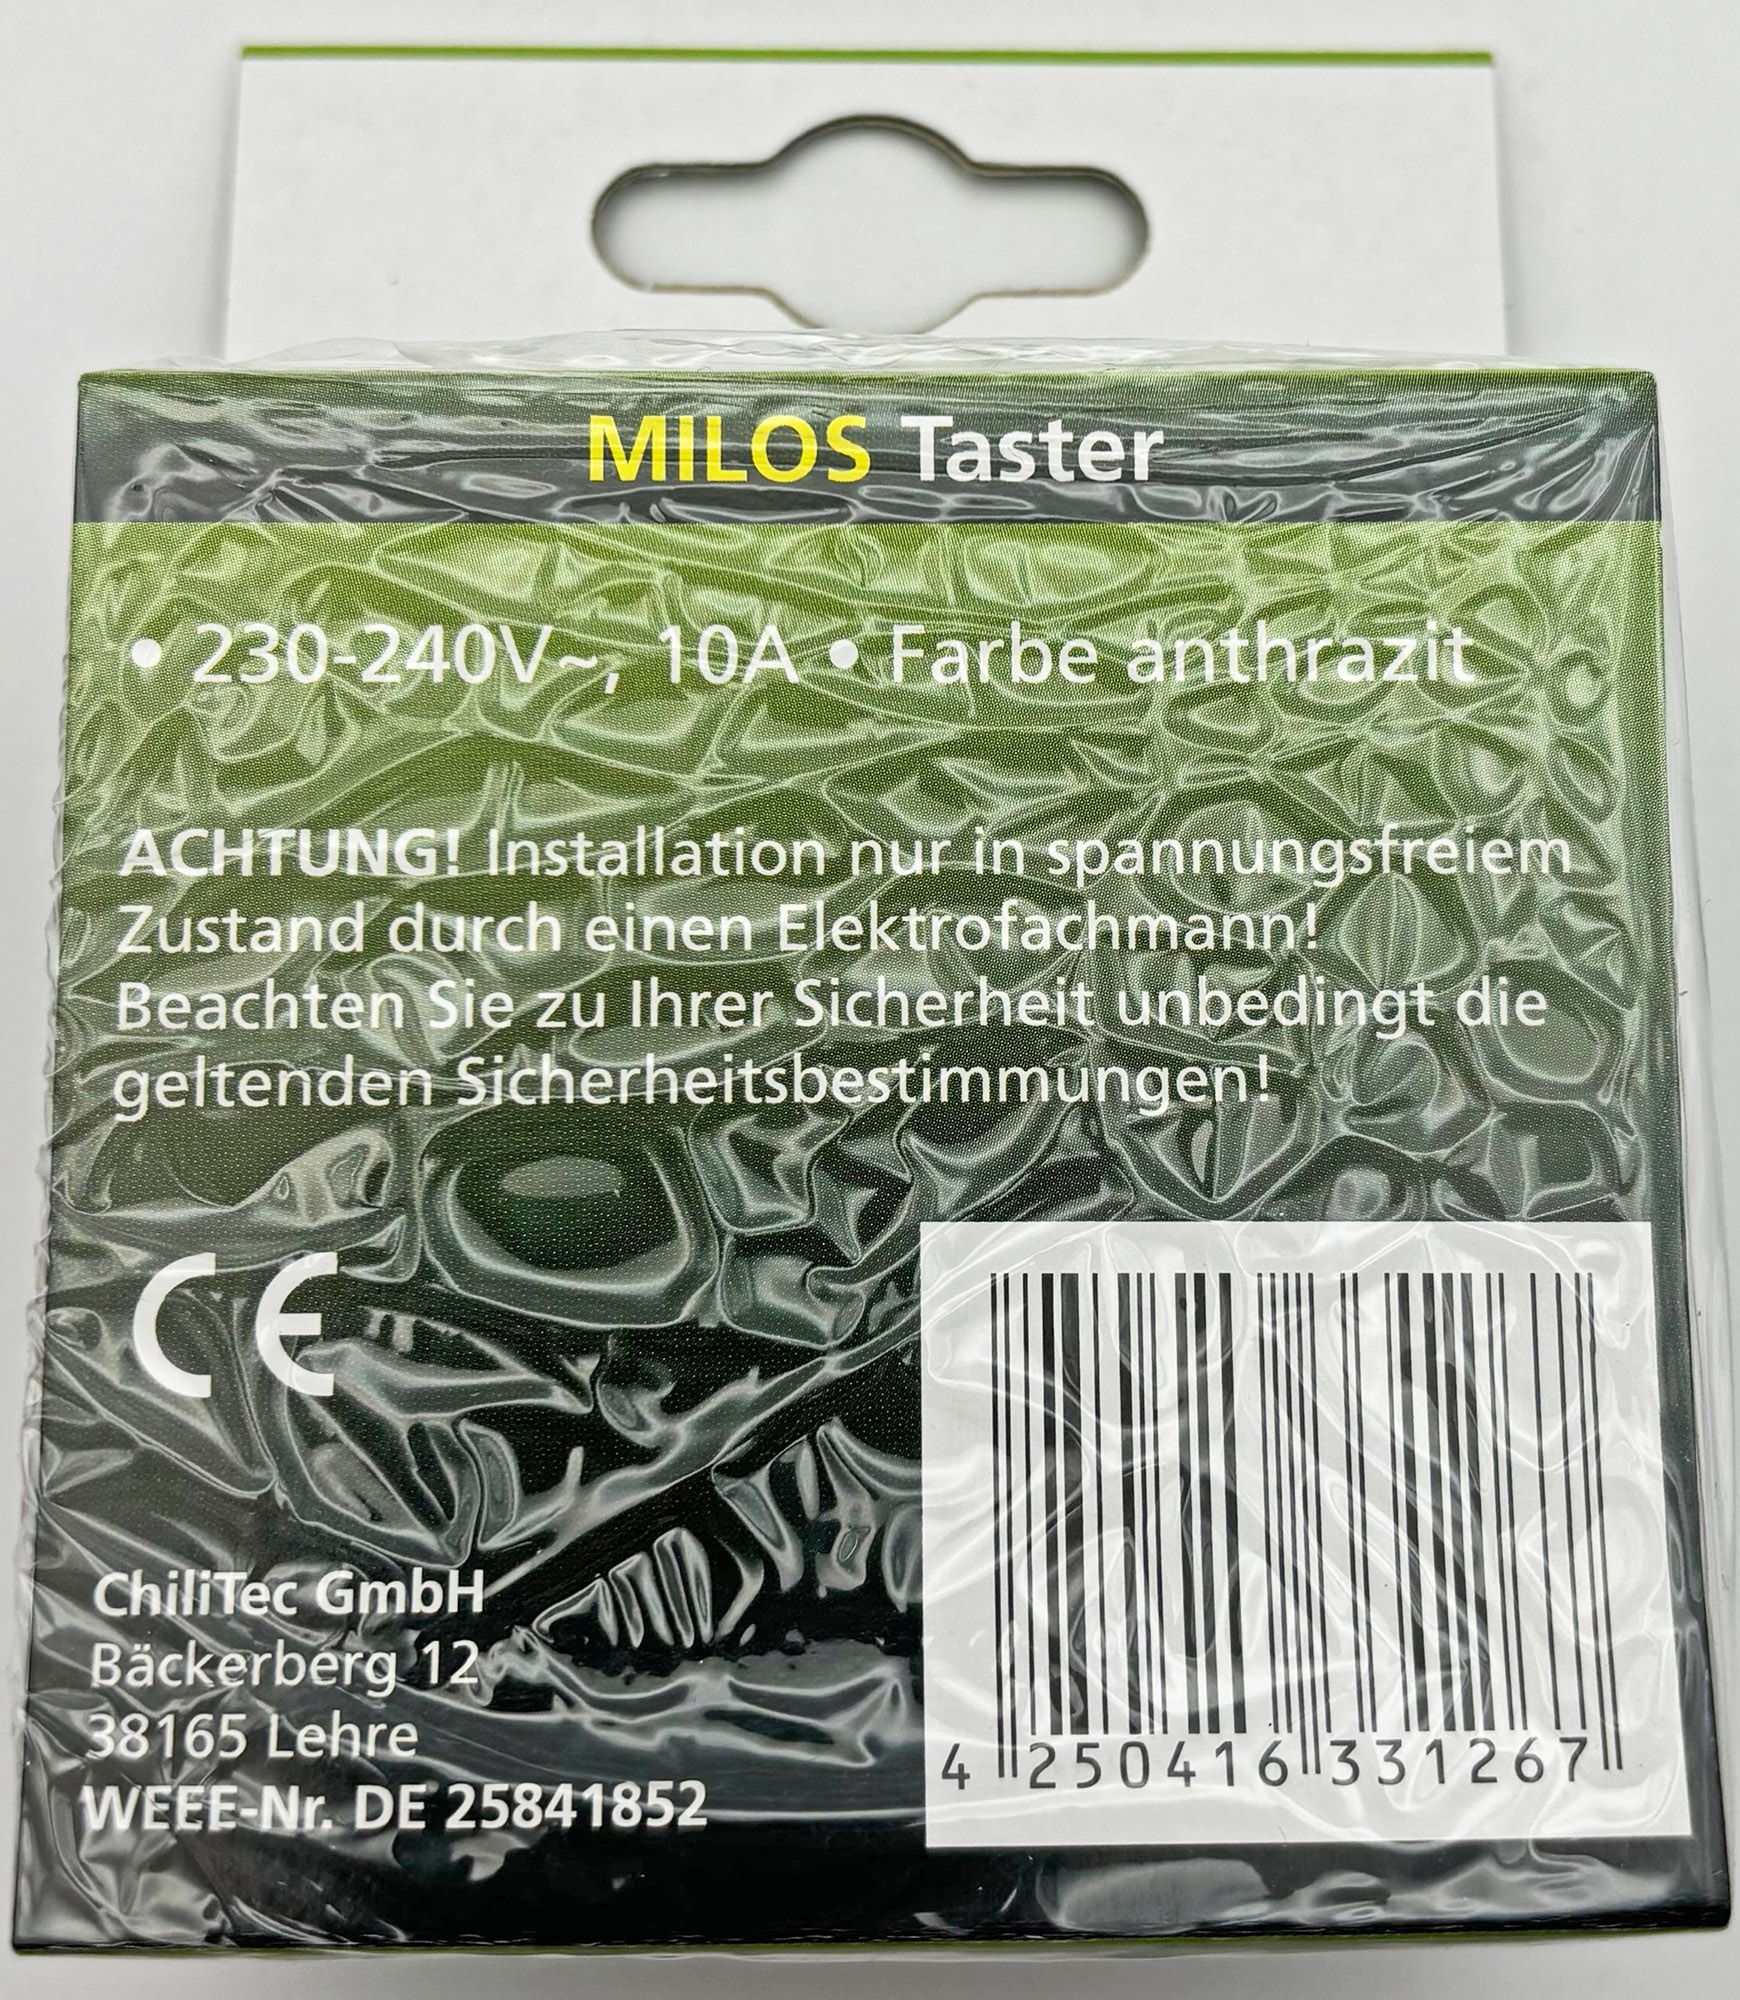 MILOS Taster
• 230-240V~, 10A • Farbe anthrazit
ACHTUNG! Installation nur in spannungsfreiem
Zustand durch einen Elektrofachmann!
Beachten Sie zu Ihrer Sicherheit unbedingt die
geltenden Sicherheitsbestimmungen!
CE
ChiliTec GmbH
Bäckerberg 12
38165 Lehre
WEEE-Nr. DE 25841852
4 250416 331267